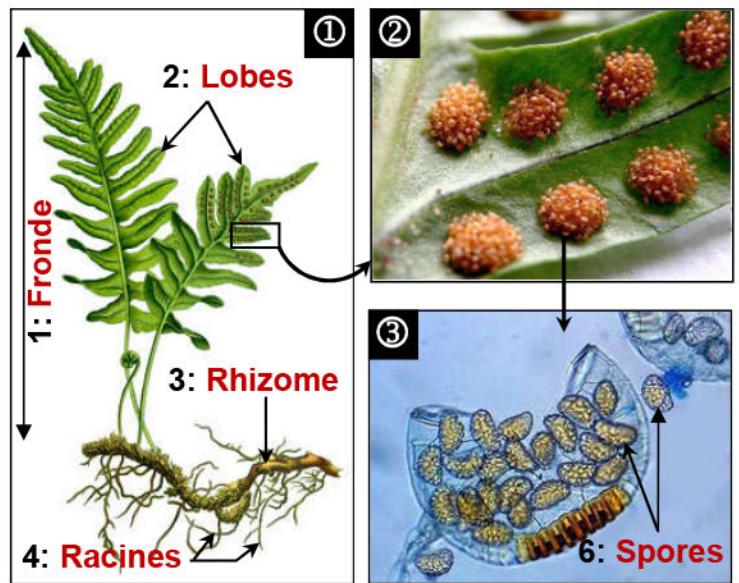 ①
②
2: Lobes
1: Fronde
3: Rhizome
4: Racines
③
6: Spores